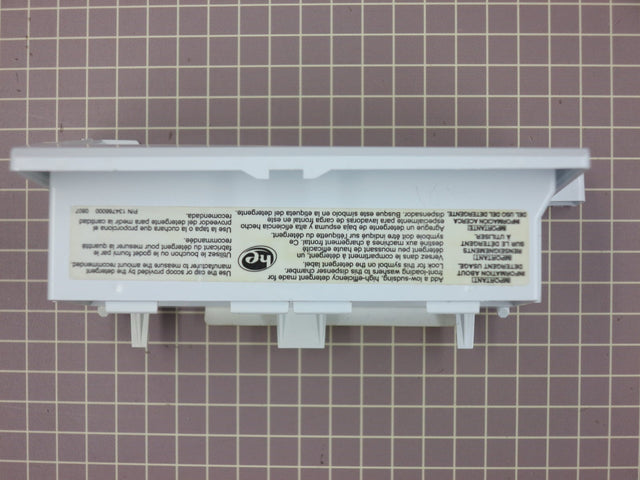 IMPORTANT!
INFORMATION ABOUT
DETERGENT USAGE.
IMPORTANT!
RENSEIGNEMENTS
SUR LE DETERGENT
À UTILISER.
¡IMPORTANTE!
INFORMACION ACERCA
DEL USO DEL DETERGENTE.
Add a low-sudsing, high-efficiency detergent made for
front-loading washers to this dispenser chamber.
Look for this symbol on the detergent label.
Versez dans le compartiment à détergent, un
détergent peu moussant de haute efficacité
destiné aux machines à chargement frontal. Ce
symbole doit être indiqué sur l'étiquette du détergent.
Agregue un detergente de baja espuma y alta eficiencia hecho
especialmente para lavadoras de carga frontal en este
dispensador. Busque este símbolo en la etiqueta del detergente.
he
Use the cap or scoop provided by the detergent
manufacturer to measure the amount recommended.
Utilisez le bouchon ou le godet fourni par le
fabricant du détergent pour mesurer la quantité
recommandée.
Use la tapa o la cuchara que el
proveedor del detergente para medir la cantidad
recomendada.
P/N 134788000 0807